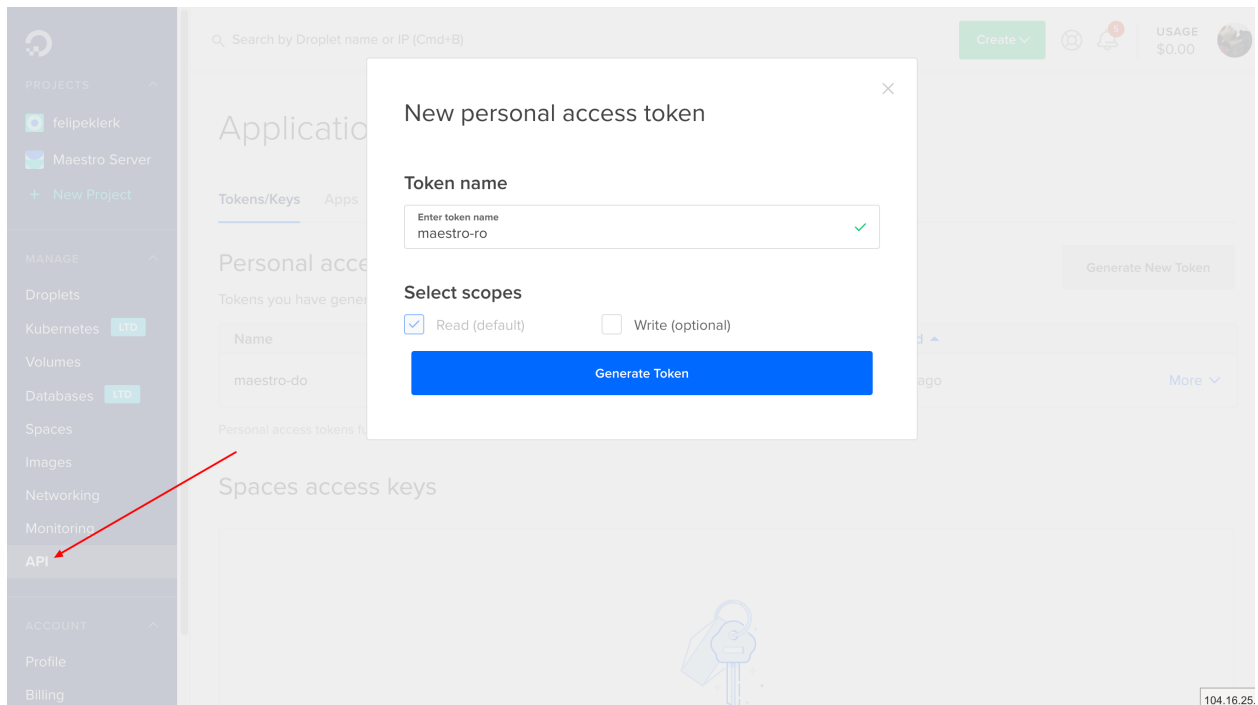 Search by Droplet name or IP (Cmd+B)
Create
5
USAGE
$0.00
PROJECTS
felipeklerk
Maestro Server
+ New Project
MANAGE
Droplets
Kubernetes LTD
Volumes
Databases LTD
Spaces
Images
Networking
Monitoring
API
ACCOUNT
Profile
Billing
Applicatio
Tokens/Keys Apps
Personal acce
Generate New Token
Tokens you have gener
Name
d
maestro-do
ago
More
Personal access tokens fu
Spaces access keys
New personal access token
Token name
Enter token name
maestro-ro
Select scopes
Read (default) Write (optional)
Generate Token
104.16.25.